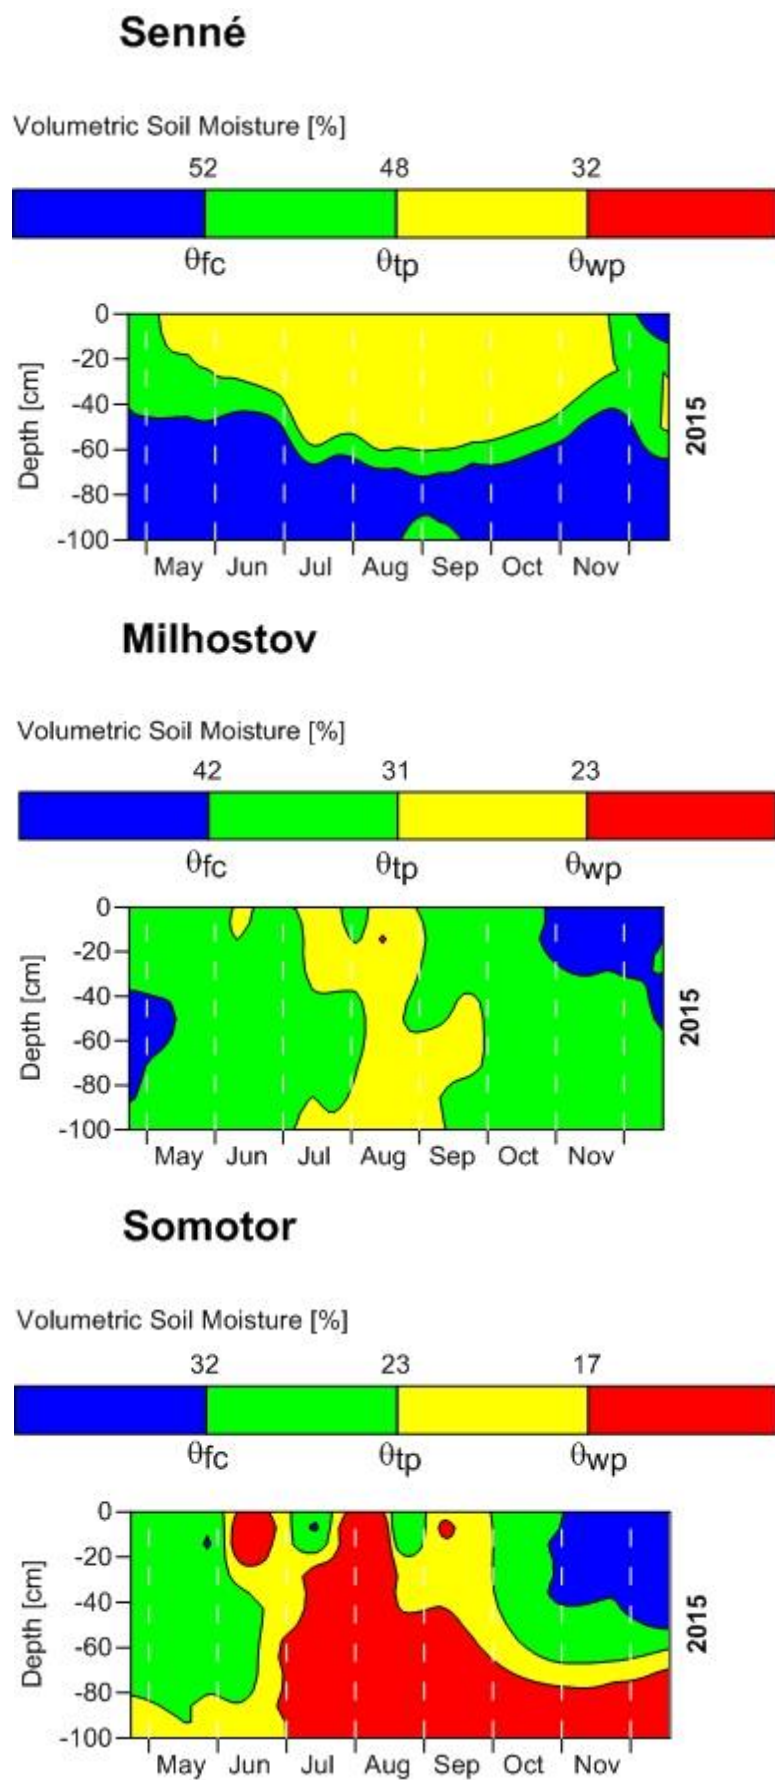 Senné
Volumetric Soil Moisture [%]
52 48 32
θfc θtp θwp
0
-20
-40
-60
-80
-100
Depth [cm]
2015
May Jun Jul Aug Sep Oct Nov
Milhostov
Volumetric Soil Moisture [%]
42 31 23
θfc θtp θwp
0
-20
-40
-60
-80
-100
Depth [cm]
2015
May Jun Jul Aug Sep Oct Nov
Somotor
Volumetric Soil Moisture [%]
32 23 17
θfc θtp θwp
0
-20
-40
-60
-80
-100
Depth [cm]
2015
May Jun Jul Aug Sep Oct Nov